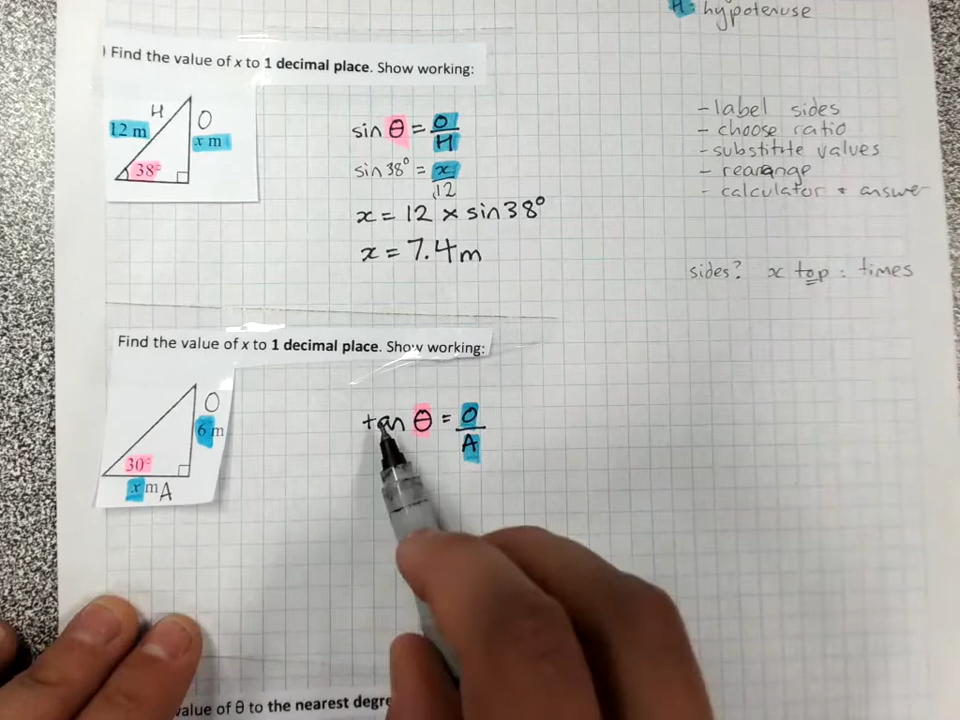 H: hypotenuse
) Find the value of x to 1 decimal place. Show working:
H
O
12 m
x m
38°
sin θ = O/H
sin 38° = x/12
x = 12 × sin 38°
x = 7.4 m
- label sides
- choose ratio
- substitite values
- rearange
- calculator + answer
sides? x top : times
Find the value of x to 1 decimal place. Show working:
O
6 m
30°
x m A
tan θ = O/A
value of θ to the nearest degre